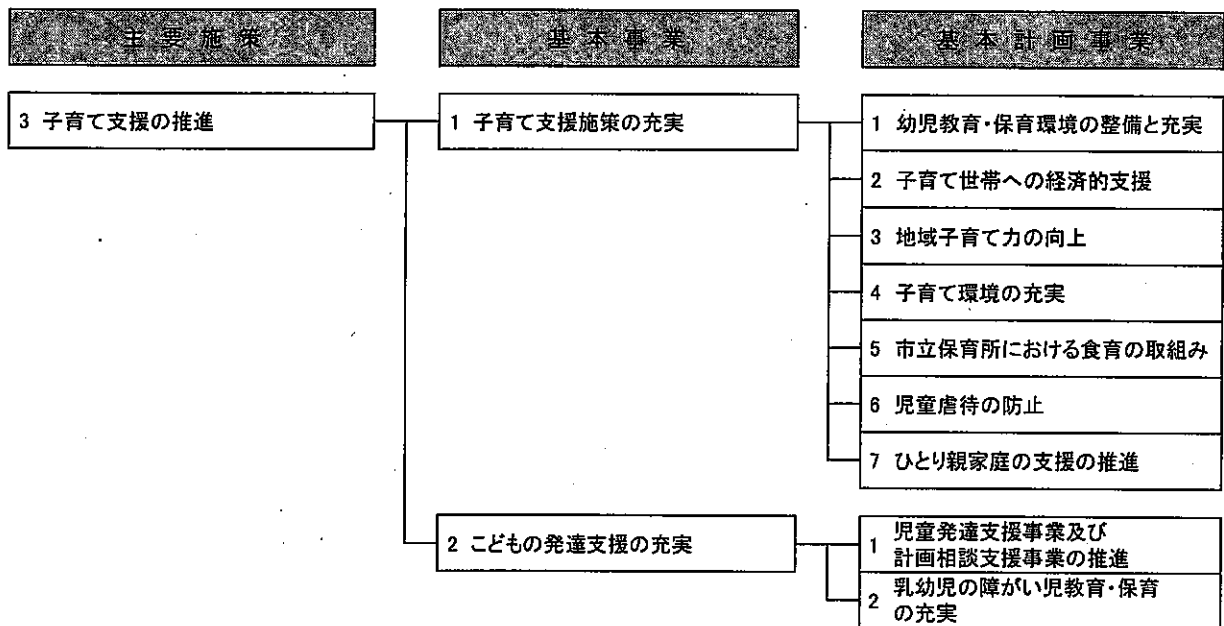 主要施策
基本事業
基本計画事業
3 子育て支援の推進
1 子育て支援施策の充実
1 幼児教育・保育環境の整備と充実
2 子育て世帯への経済的支援
3 地域子育て力の向上
4 子育て環境の充実
5 市立保育所における食育の取組み
6 児童虐待の防止
7 ひとり親家庭の支援の推進
2 こどもの発達支援の充実
1 児童発達支援事業及び
計画相談支援事業の推進
2 乳幼児の障がい児教育・保育
の充実